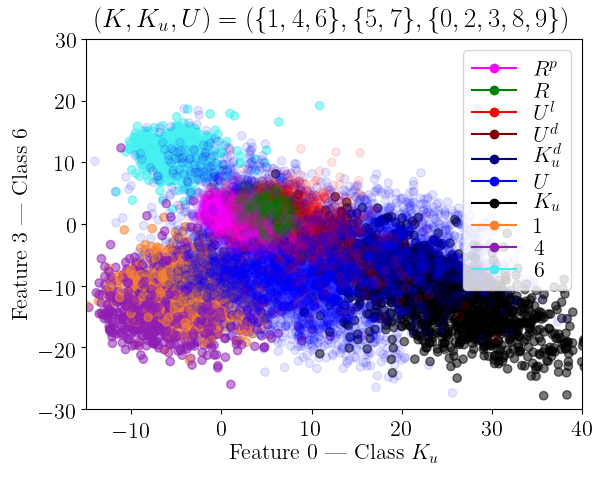 (K, K_u, U) = ({1, 4, 6}, {5, 7}, {0, 2, 3, 8, 9})
30
20
10
0
−10
−20
−30
Feature 3 — Class 6
R^p
R
U^l
U^d
K_u^d
U
K_u
1
4
6
−10
0
10
20
30
40
Feature 0 — Class K_u